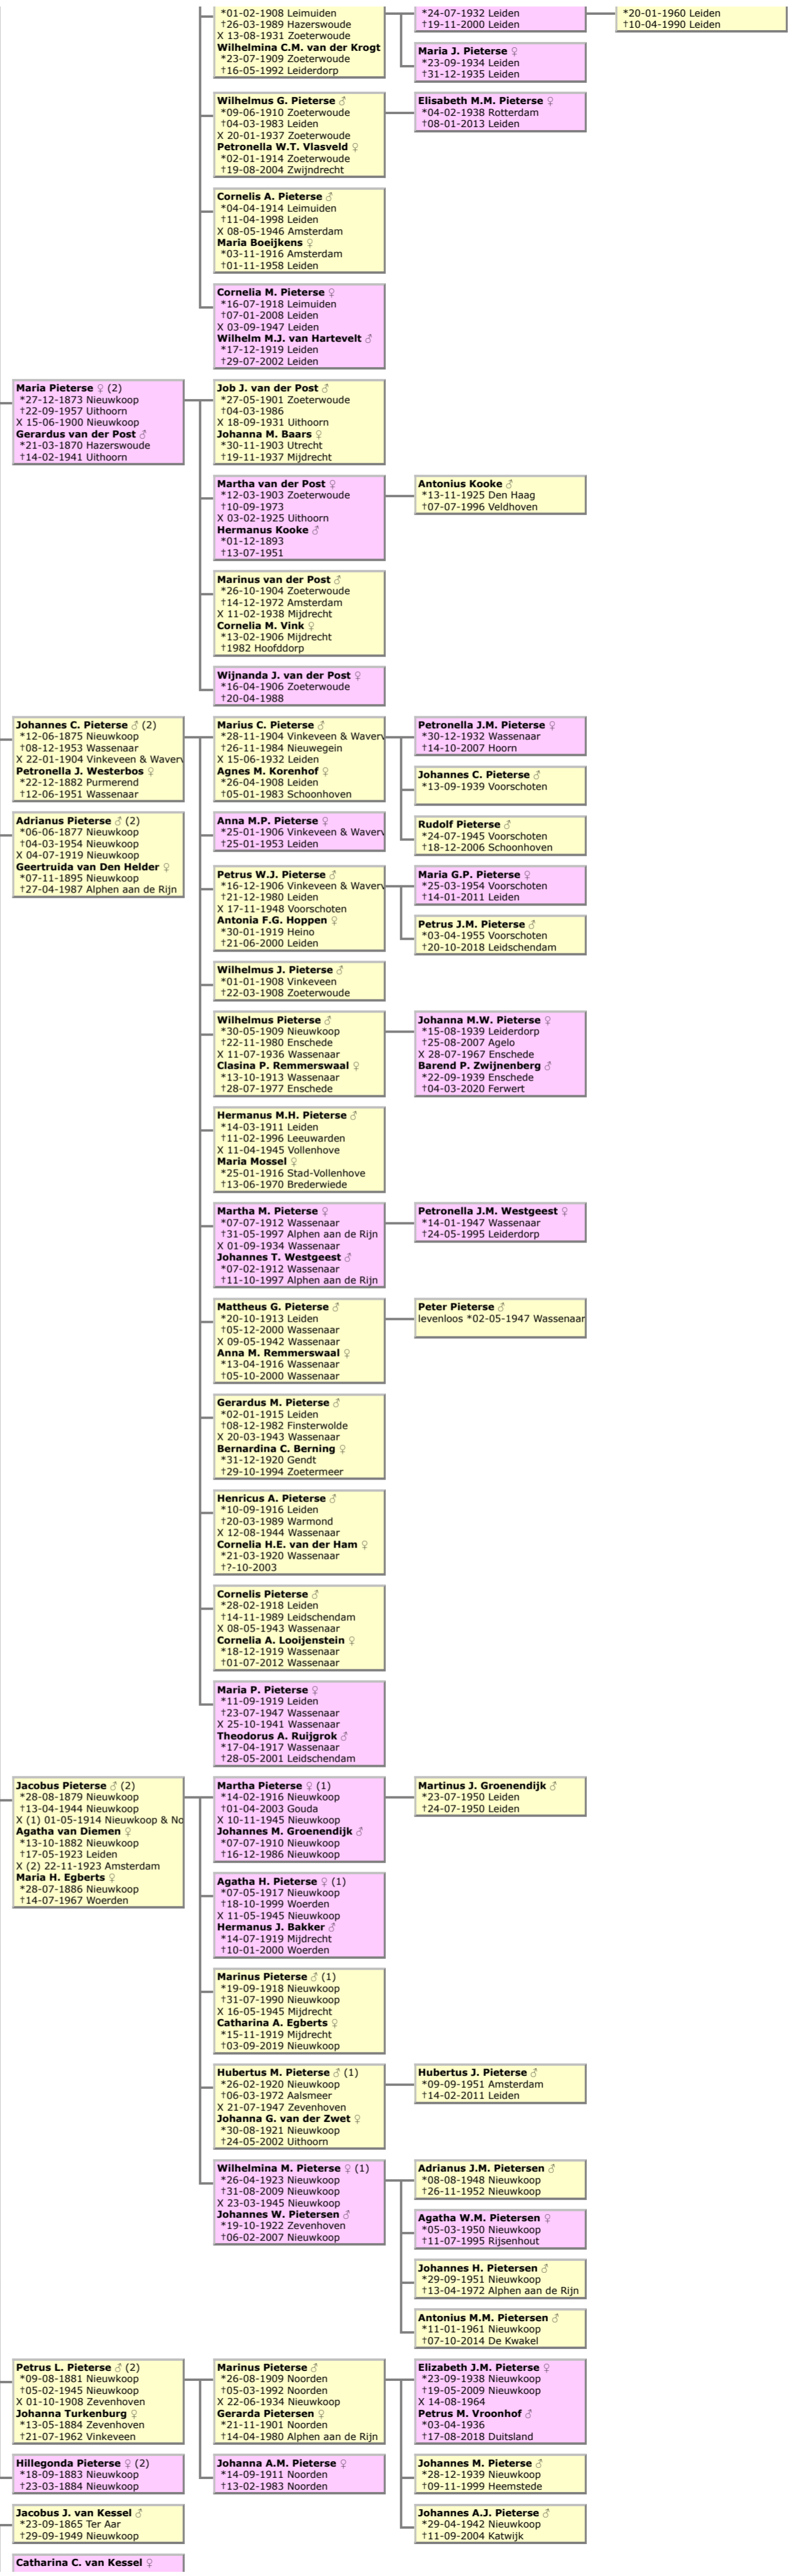 *01-02-1908 Leimuiden
†26-03-1989 Hazerswoude
X 13-08-1931 Zoeterwoude
Wilhelmina C.M. van der Krogt
*23-07-1909 Zoeterwoude
†16-05-1992 Leiderdorp
*24-07-1932 Leiden
†19-11-2000 Leiden
*20-01-1960 Leiden
†10-04-1990 Leiden
Maria J. Pieterse ♀
*23-09-1934 Leiden
†31-12-1935 Leiden
Wilhelmus G. Pieterse ♂
*09-06-1910 Zoeterwoude
†04-03-1983 Leiden
X 20-01-1937 Zoeterwoude
Petronella W.T. Vlasveld ♀
*02-01-1914 Zoeterwoude
†19-08-2004 Zwijndrecht
Elisabeth M.M. Pieterse ♀
*04-02-1938 Rotterdam
†08-01-2013 Leiden
Cornelis A. Pieterse ♂
*04-04-1914 Leimuiden
†11-04-1998 Leiden
X 08-05-1946 Amsterdam
Maria Boeijkens ♀
*03-11-1916 Amsterdam
†01-11-1958 Leiden
Cornelia M. Pieterse ♀
*16-07-1918 Leimuiden
†07-01-2008 Leiden
X 03-09-1947 Leiden
Wilhelm M.J. van Hartevelt ♂
*17-12-1919 Leiden
†29-07-2002 Leiden
Maria Pieterse ♀ (2)
*27-12-1873 Nieuwkoop
†22-09-1957 Uithoorn
X 15-06-1900 Nieuwkoop
Gerardus van der Post ♂
*21-03-1870 Hazerswoude
†14-02-1941 Uithoorn
Job J. van der Post ♂
*27-05-1901 Zoeterwoude
†04-03-1986
X 18-09-1931 Uithoorn
Johanna M. Baars ♀
*30-11-1903 Utrecht
†19-11-1937 Mijdrecht
Martha van der Post ♀
*12-03-1903 Zoeterwoude
†10-09-1973
X 03-02-1925 Uithoorn
Hermanus Kooke ♂
*01-12-1893
†13-07-1951
Antonius Kooke ♂
*13-11-1925 Den Haag
†07-07-1996 Veldhoven
Marinus van der Post ♂
*26-10-1904 Zoeterwoude
†14-12-1972 Amsterdam
X 11-02-1938 Mijdrecht
Cornelia M. Vink ♀
*13-02-1906 Mijdrecht
†1982 Hoofddorp
Wijnanda J. van der Post ♀
*16-04-1906 Zoeterwoude
†20-04-1988
Johannes C. Pieterse ♂ (2)
*12-06-1875 Nieuwkoop
†08-12-1953 Wassenaar
X 22-01-1904 Vinkeveen & Waverv
Petronella J. Westerbos ♀
*22-12-1882 Purmerend
†12-06-1951 Wassenaar
Marius C. Pieterse ♂
*28-11-1904 Vinkeveen & Waverv
†26-11-1984 Nieuwegein
X 15-06-1932 Leiden
Agnes M. Korenhof ♀
*26-04-1908 Leiden
†05-01-1983 Schoonhoven
Petronella J.M. Pieterse ♀
*30-12-1932 Wassenaar
†14-10-2007 Hoorn
Johannes C. Pieterse ♂
*13-09-1939 Voorschoten
Rudolf Pieterse ♂
*24-07-1945 Voorschoten
†18-12-2006 Schoonhoven
Adrianus Pieterse ♂ (2)
*06-06-1877 Nieuwkoop
†04-03-1954 Nieuwkoop
X 04-07-1919 Nieuwkoop
Geertruida van Den Helder ♀
*07-11-1895 Nieuwkoop
†27-04-1987 Alphen aan de Rijn
Anna M.P. Pieterse ♀
*25-01-1906 Vinkeveen & Waverv
†25-01-1953 Leiden
Petrus W.J. Pieterse ♂
*16-12-1906 Vinkeveen & Waverv
†21-12-1980 Leiden
X 17-11-1948 Voorschoten
Antonia F.G. Hoppen ♀
*30-01-1919 Heino
†21-06-2000 Leiden
Maria G.P. Pieterse ♀
*25-03-1954 Voorschoten
†14-01-2011 Leiden
Petrus J.M. Pieterse ♂
*03-04-1955 Voorschoten
†20-10-2018 Leidschendam
Wilhelmus J. Pieterse ♂
*01-01-1908 Vinkeveen
†22-03-1908 Zoeterwoude
Wilhelmus Pieterse ♂
*30-05-1909 Nieuwkoop
†22-11-1980 Enschede
X 11-07-1936 Wassenaar
Clasina P. Remmerswaal ♀
*13-10-1913 Wassenaar
†28-07-1977 Enschede
Johanna M.W. Pieterse ♀
*15-08-1939 Leiderdorp
†25-08-2007 Agelo
X 28-07-1967 Enschede
Barend P. Zwijnenberg ♂
*22-09-1939 Enschede
†04-03-2020 Ferwert
Hermanus M.H. Pieterse ♂
*14-03-1911 Leiden
†11-02-1996 Leeuwarden
X 11-04-1945 Vollenhove
Maria Mossel ♀
*25-01-1916 Stad-Vollenhove
†13-06-1970 Brederwiede
Martha M. Pieterse ♀
*07-07-1912 Wassenaar
†31-05-1997 Alphen aan de Rijn
X 01-09-1934 Wassenaar
Johannes T. Westgeest ♂
*07-02-1912 Wassenaar
†11-10-1997 Alphen aan de Rijn
Petronella J.M. Westgeest ♀
*14-01-1947 Wassenaar
†24-05-1995 Leiderdorp
Mattheus G. Pieterse ♂
*20-10-1913 Leiden
†05-12-2000 Wassenaar
X 09-05-1942 Wassenaar
Anna M. Remmerswaal ♀
*13-04-1916 Wassenaar
†05-10-2000 Wassenaar
Peter Pieterse ♂
levenloos *02-05-1947 Wassenaar
Gerardus M. Pieterse ♂
*02-01-1915 Leiden
†08-12-1982 Finsterwolde
X 20-03-1943 Wassenaar
Bernardina C. Berning ♀
*31-12-1920 Gendt
†29-10-1994 Zoetermeer
Henricus A. Pieterse ♂
*10-09-1916 Leiden
†20-03-1989 Warmond
X 12-08-1944 Wassenaar
Cornelia H.E. van der Ham ♀
*21-03-1920 Wassenaar
†?-10-2003
Cornelis Pieterse ♂
*28-02-1918 Leiden
†14-11-1989 Leidschendam
X 08-05-1943 Wassenaar
Cornelia A. Looijenstein ♀
*18-12-1919 Wassenaar
†01-07-2012 Wassenaar
Maria P. Pieterse ♀
*11-09-1919 Leiden
†23-07-1947 Wassenaar
X 25-10-1941 Wassenaar
Theodorus A. Ruijgrok ♂
*17-04-1917 Wassenaar
†28-05-2001 Leidschendam
Jacobus Pieterse ♂ (2)
*28-08-1879 Nieuwkoop
†13-04-1944 Nieuwkoop
X (1) 01-05-1914 Nieuwkoop & No
Agatha van Diemen ♀
*13-10-1882 Nieuwkoop
†17-05-1923 Leiden
X (2) 22-11-1923 Amsterdam
Maria H. Egberts ♀
*28-07-1886 Nieuwkoop
†14-07-1967 Woerden
Martha Pieterse ♀ (1)
*14-02-1916 Nieuwkoop
†01-04-2003 Gouda
X 10-11-1945 Nieuwkoop
Johannes M. Groenendijk ♂
*07-07-1910 Nieuwkoop
†16-12-1986 Nieuwkoop
Martinus J. Groenendijk ♂
*23-07-1950 Leiden
†24-07-1950 Leiden
Agatha H. Pieterse ♀ (1)
*07-05-1917 Nieuwkoop
†18-10-1999 Woerden
X 11-05-1945 Nieuwkoop
Hermanus J. Bakker ♂
*14-07-1919 Mijdrecht
†10-01-2000 Woerden
Marinus Pieterse ♂ (1)
*19-09-1918 Nieuwkoop
†31-07-1990 Nieuwkoop
X 16-05-1945 Mijdrecht
Catharina A. Egberts ♀
*15-11-1919 Mijdrecht
†03-09-2019 Nieuwkoop
Hubertus M. Pieterse ♂ (1)
*26-02-1920 Nieuwkoop
†06-03-1972 Aalsmeer
X 21-07-1947 Zevenhoven
Johanna G. van der Zwet ♀
*30-08-1921 Nieuwkoop
†24-05-2002 Uithoorn
Hubertus J. Pieterse ♂
*09-09-1951 Amsterdam
†14-02-2011 Leiden
Wilhelmina M. Pieterse ♀ (1)
*26-04-1923 Nieuwkoop
†31-08-2009 Nieuwkoop
X 23-03-1945 Nieuwkoop
Johannes W. Pietersen ♂
*19-10-1922 Zevenhoven
†06-02-2007 Nieuwkoop
Adrianus J.M. Pietersen ♂
*08-08-1948 Nieuwkoop
†26-11-1952 Nieuwkoop
Agatha W.M. Pietersen ♀
*05-03-1950 Nieuwkoop
†11-07-1995 Rijsenhout
Johannes H. Pietersen ♂
*29-09-1951 Nieuwkoop
†13-04-1972 Alphen aan de Rijn
Antonius M.M. Pietersen ♂
*11-01-1961 Nieuwkoop
†07-10-2014 De Kwakel
Petrus L. Pieterse ♂ (2)
*09-08-1881 Nieuwkoop
†05-02-1945 Nieuwkoop
X 01-10-1908 Zevenhoven
Johanna Turkenburg ♀
*13-05-1884 Zevenhoven
†21-07-1962 Vinkeveen
Marinus Pieterse ♂
*26-08-1909 Noorden
†05-03-1992 Noorden
X 22-06-1934 Nieuwkoop
Gerarda Pietersen ♀
*21-11-1901 Noorden
†14-04-1980 Alphen aan de Rijn
Elizabeth J.M. Pieterse ♀
*23-09-1938 Nieuwkoop
†19-05-2009 Nieuwkoop
X 14-08-1964
Petrus M. Vroonhof ♂
*03-04-1936
†17-08-2018 Duitsland
Hillegonda Pieterse ♀ (2)
*18-09-1883 Nieuwkoop
†23-03-1884 Nieuwkoop
Johanna A.M. Pieterse ♀
*14-09-1911 Noorden
†13-02-1983 Noorden
Johannes M. Pieterse ♂
*28-12-1939 Nieuwkoop
†09-11-1999 Heemstede
Jacobus J. van Kessel ♂
*23-09-1865 Ter Aar
†29-09-1949 Nieuwkoop
Johannes A.J. Pieterse ♂
*29-04-1942 Nieuwkoop
†11-09-2004 Katwijk
Catharina C. van Kessel ♀